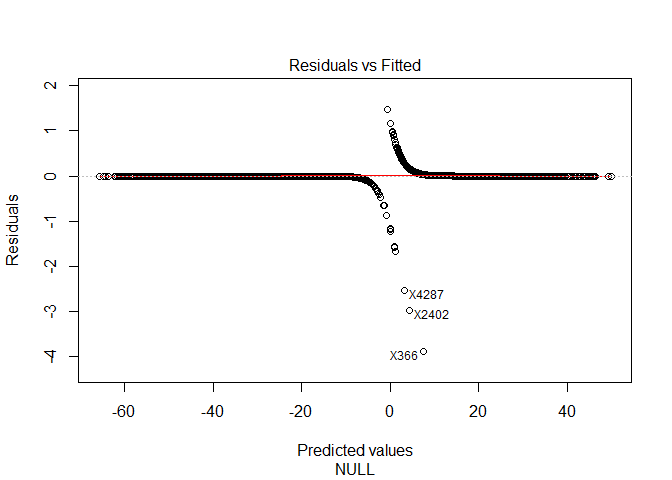 Residuals vs Fitted
2
1
0
-1
-2
-3
-4
Residuals
X4287
X2402
X366
-60
-40
-20
0
20
40
Predicted values
NULL